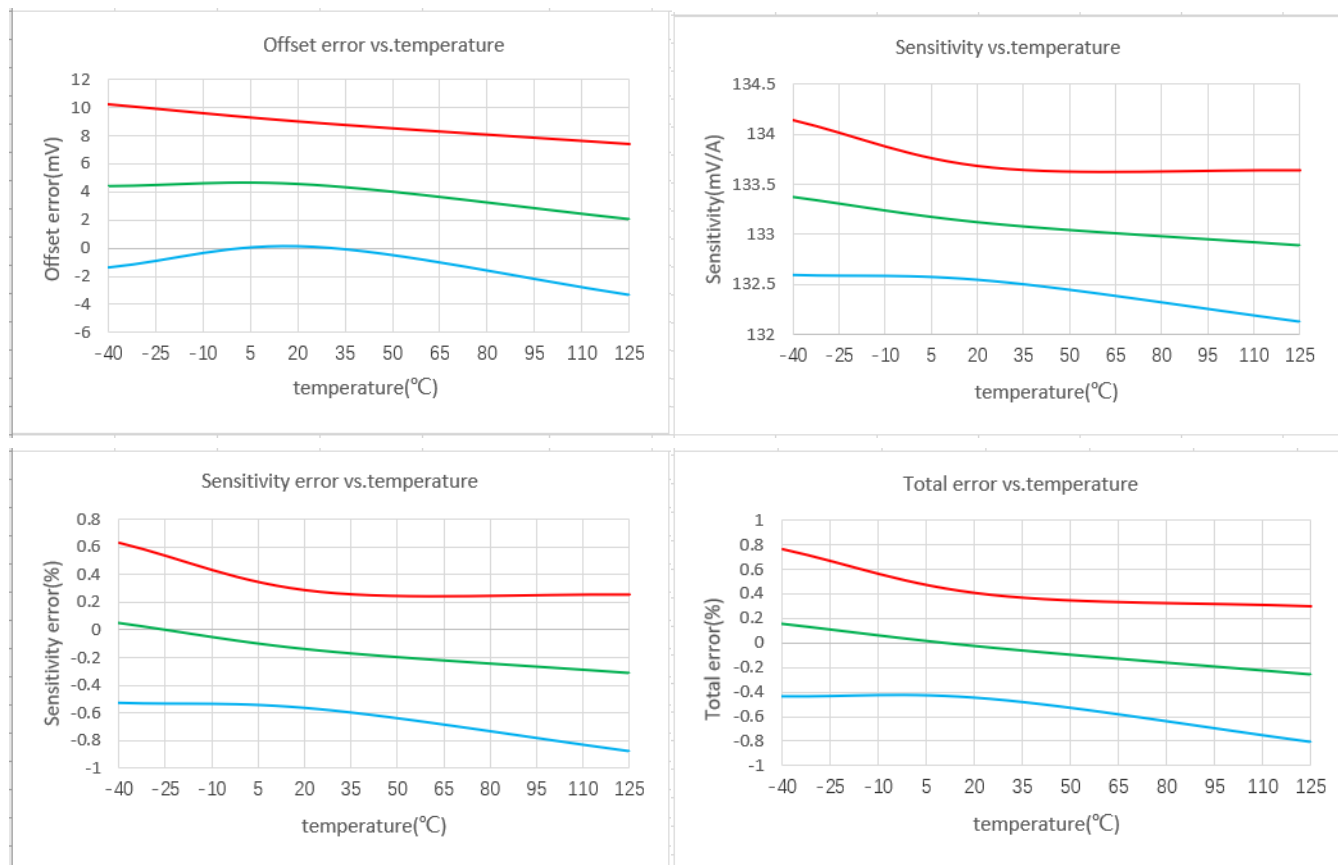 Offset error vs.temperature
12
10
8
6
4
2
0
-2
-4
-6
Offset error(mV)
-40 -25 -10 5 20 35 50 65 80 95 110 125
temperature(℃)
Sensitivity vs.temperature
134.5
134
133.5
133
132.5
132
Sensitivity(mV/A)
-40 -25 -10 5 20 35 50 65 80 95 110 125
temperature(℃)
Sensitivity error vs.temperature
0.8
0.6
0.4
0.2
0
-0.2
-0.4
-0.6
-0.8
-1
Sensitivity error(%)
-40 -25 -10 5 20 35 50 65 80 95 110 125
temperature(℃)
Total error vs.temperature
1
0.8
0.6
0.4
0.2
0
-0.2
-0.4
-0.6
-0.8
-1
Total error(%)
-40 -25 -10 5 20 35 50 65 80 95 110 125
temperature(℃)